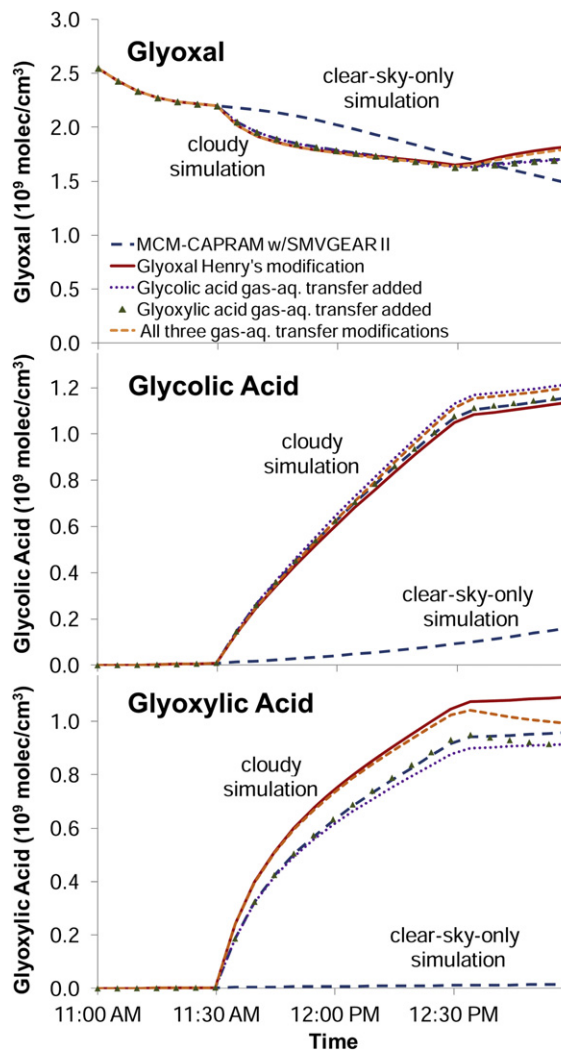 Glyoxal
clear-sky-only
simulation
cloudy
simulation
Glyoxal (10⁹ molec/cm³)
3.0
2.5
2.0
1.5
1.0
0.5
0.0
MCM-CAPRAM w/SMVGEAR II
Glyoxal Henry's modification
Glycolic acid gas-aq. transfer added
Glyoxylic acid gas-aq. transfer added
All three gas-aq. transfer modifications
Glycolic Acid
cloudy
simulation
clear-sky-only
simulation
Glycolic Acid (10⁹ molec/cm³)
1.2
1.0
0.8
0.6
0.4
0.2
0.0
Glyoxylic Acid
cloudy
simulation
clear-sky-only
simulation
Glyoxylic Acid (10⁹ molec/cm³)
1.0
0.8
0.6
0.4
0.2
0.0
11:00 AM
11:30 AM
12:00 PM
12:30 PM
Time